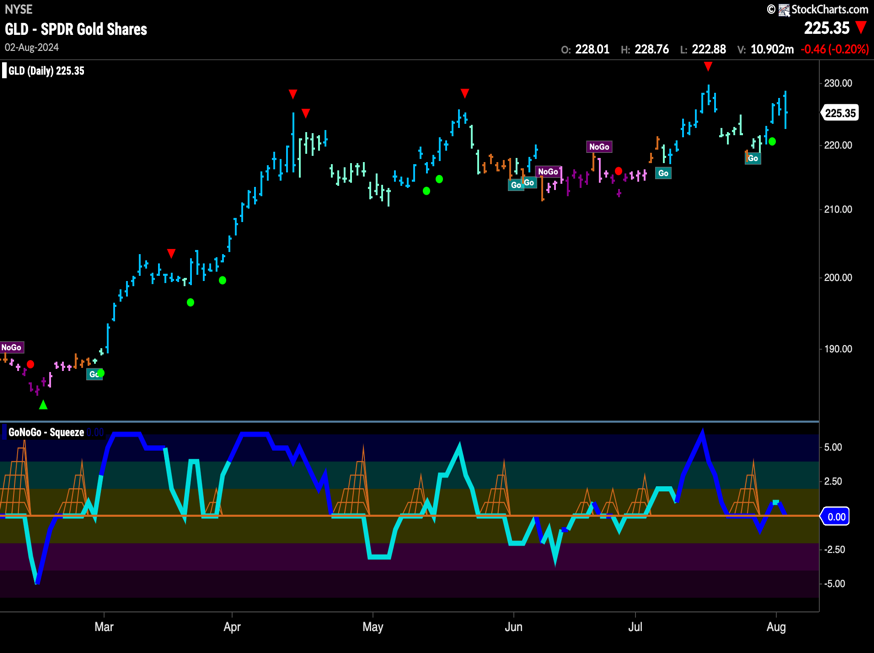 NYSE
© StockCharts.com
GLD - SPDR Gold Shares
225.35
02-Aug-2024
O: 228.01 H: 228.76 L: 222.88 V: 10.902m -0.46 (-0.20%)
GLD (Daily) 225.35
230.00
225.35
220.00
210.00
200.00
190.00
NoGo
Go
Go
Go
NoGo
NoGo
Go
Go
GoNoGo - Squeeze
5.00
2.50
0.00
-2.50
-5.00
Mar Apr May Jun Jul Aug